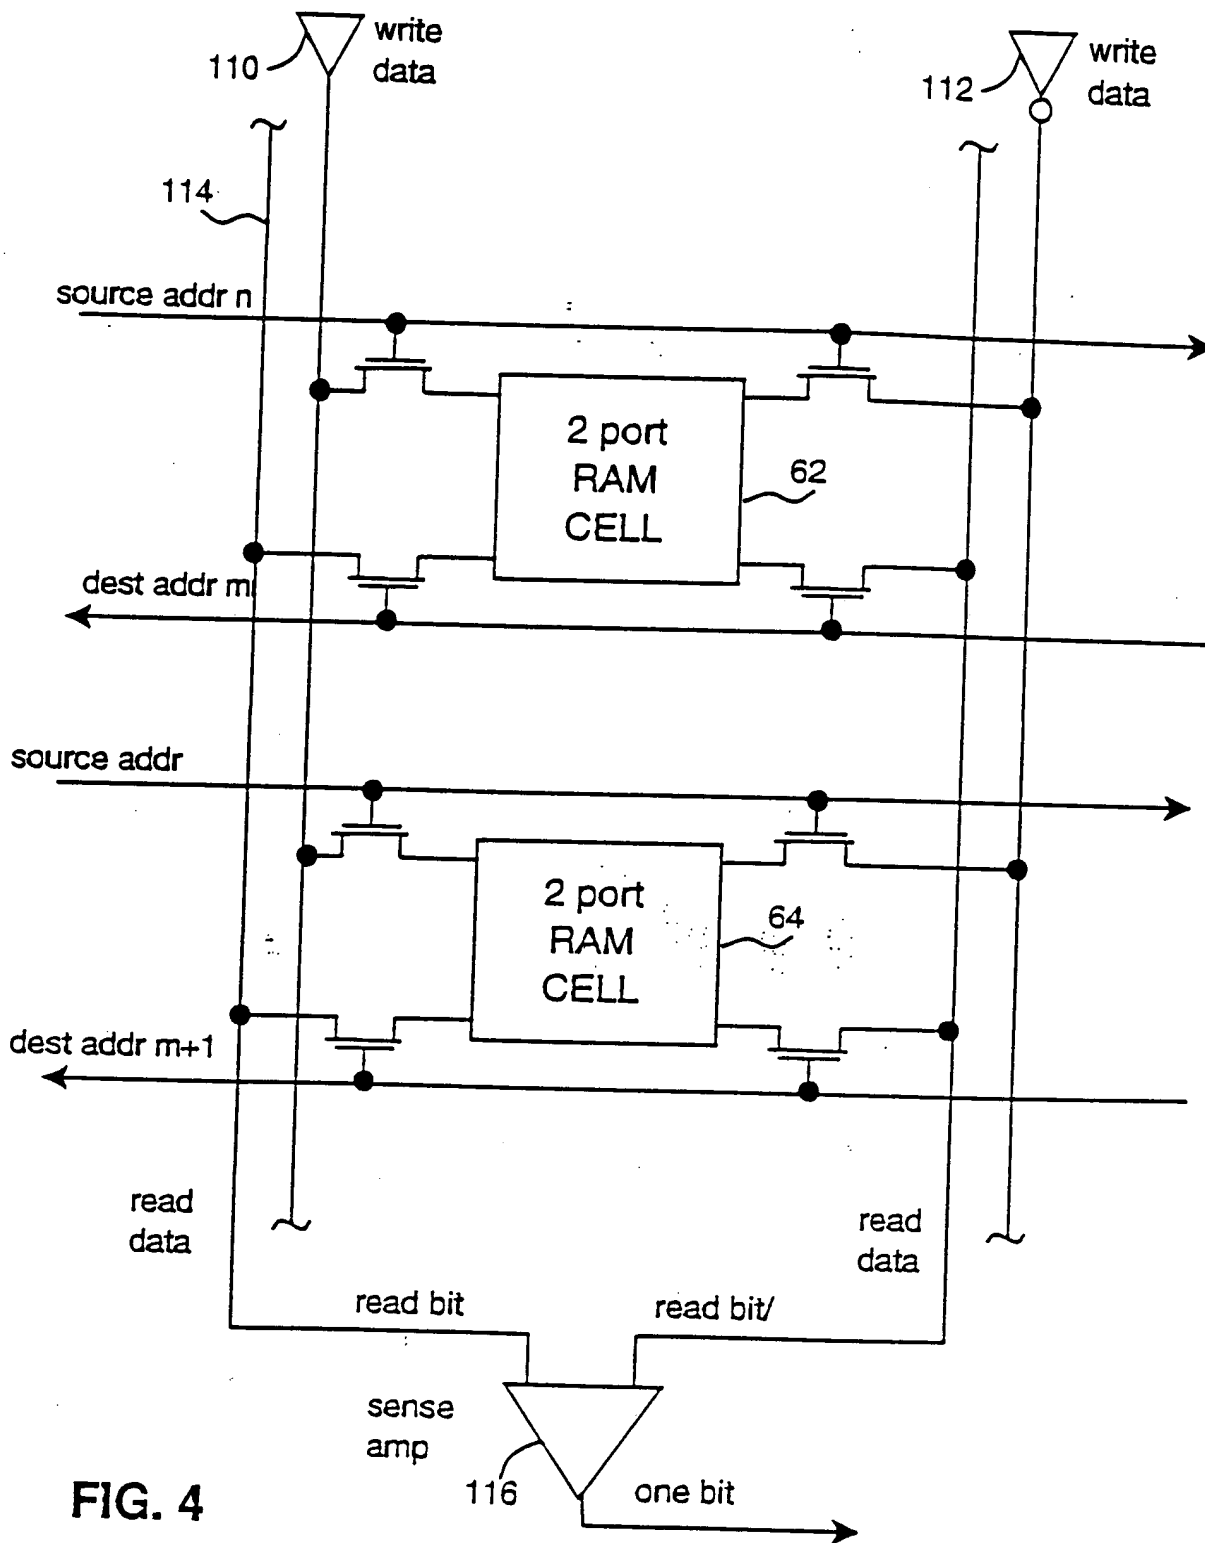 write
data
110
write
data
112
114
source addr n
2 port
RAM
CELL
62
dest addr m
source addr
2 port
RAM
CELL
64
dest addr m+1
read
data
read
data
read bit
read bit/
sense
amp
116
one bit
FIG. 4